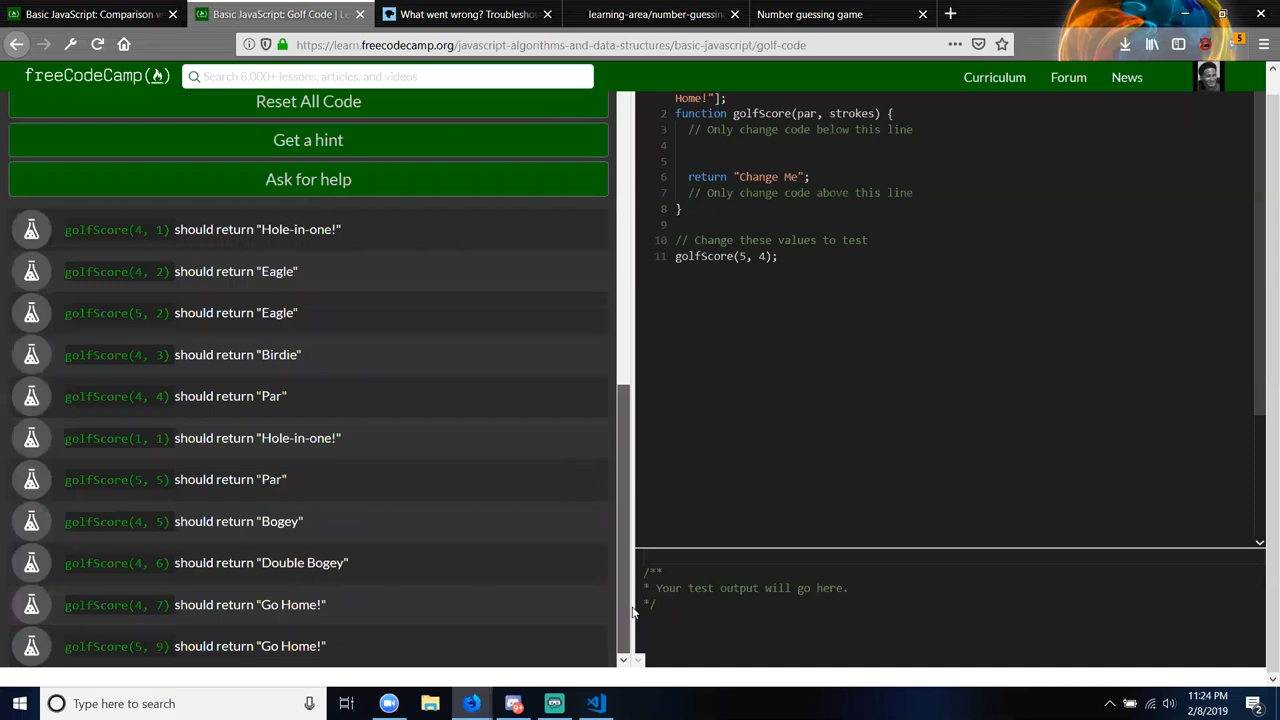 Basic JavaScript: Comparison
Basic JavaScript: Golf Code | Le
What went wrong? Troublesho
learning-area/number-guessin
Number guessing game
https://learn.freecodecamp.org/javascript-algorithms-and-data-structures/basic-javascript/golf-code
5
freeCodeCamp
Search 8,000+ lessons, articles, and videos
Curriculum
Forum
News
Reset All Code
Get a hint
Ask for help
golfScore(4, 1) should return "Hole-in-one!"
golfScore(4, 2) should return "Eagle"
golfScore(5, 2) should return "Eagle"
golfScore(4, 3) should return "Birdie"
golfScore(4, 4) should return "Par"
golfScore(1, 1) should return "Hole-in-one!"
golfScore(5, 5) should return "Par"
golfScore(4, 5) should return "Bogey"
golfScore(4, 6) should return "Double Bogey"
golfScore(4, 7) should return "Go Home!"
golfScore(5, 9) should return "Go Home!"
Home!"];
2 function golfScore(par, strokes) {
3 // Only change code below this line
4
5
6 return "Change Me";
7 // Only change code above this line
8 }
9
10 // Change these values to test
11 golfScore(5, 4);
/**
* Your test output will go here.
*/
Type here to search
11:24 PM
2/8/2019
2